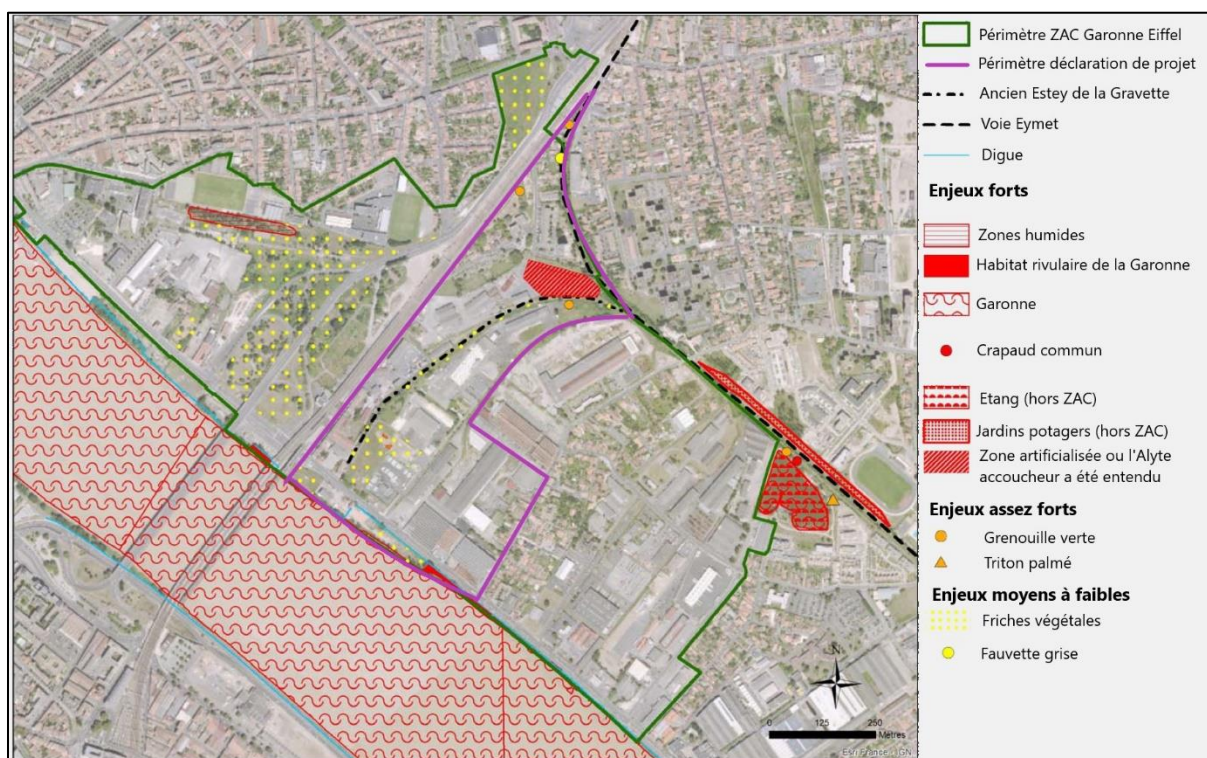 Périmètre ZAC Garonne Eiffel
Périmètre déclaration de projet
Ancien Estey de la Gravette
Voie Eymet
Digue
Enjeux forts
Zones humides
Habitat rivulaire de la Garonne
Garonne
Crapaud commun
Etang (hors ZAC)
Jardins potagers (hors ZAC)
Zone artificialisée ou l'Alyte
accoucheur a été entendu
Enjeux assez forts
Grenouille verte
Triton palmé
Enjeux moyens à faibles
Friches végétales
Fauvette grise
N
0 125 250
Mètres
Esri France, IGN